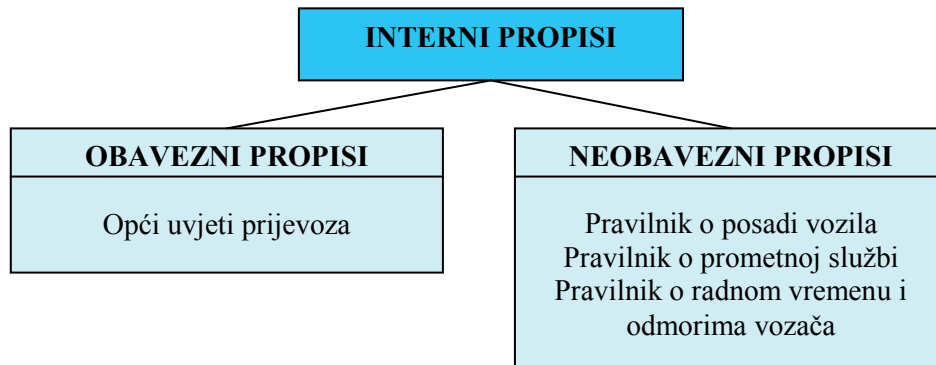 INTERNI PROPISI
OBAVEZNI PROPISI
Opći uvjeti prijevoza
NEOBAVEZNI PROPISI
Pravilnik o posadi vozila
Pravilnik o prometnoj službi
Pravilnik o radnom vremenu i
odmorima vozača